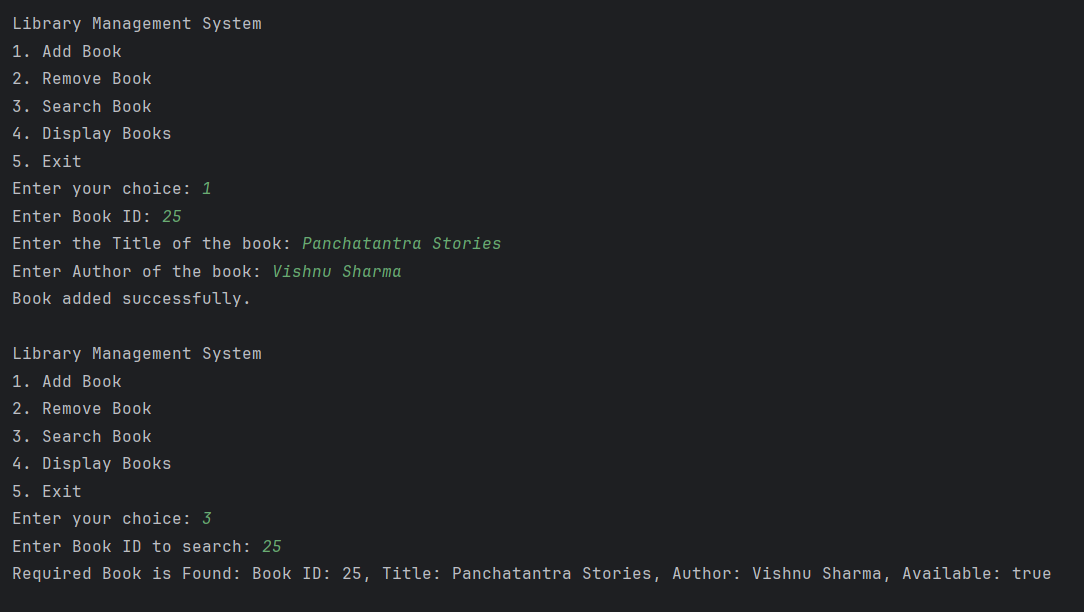 Library Management System
1. Add Book
2. Remove Book
3. Search Book
4. Display Books
5. Exit
Enter your choice: 1
Enter Book ID: 25
Enter the Title of the book: Panchatantra Stories
Enter Author of the book: Vishnu Sharma
Book added successfully.

Library Management System
1. Add Book
2. Remove Book
3. Search Book
4. Display Books
5. Exit
Enter your choice: 3
Enter Book ID to search: 25
Required Book is Found: Book ID: 25, Title: Panchatantra Stories, Author: Vishnu Sharma, Available: true